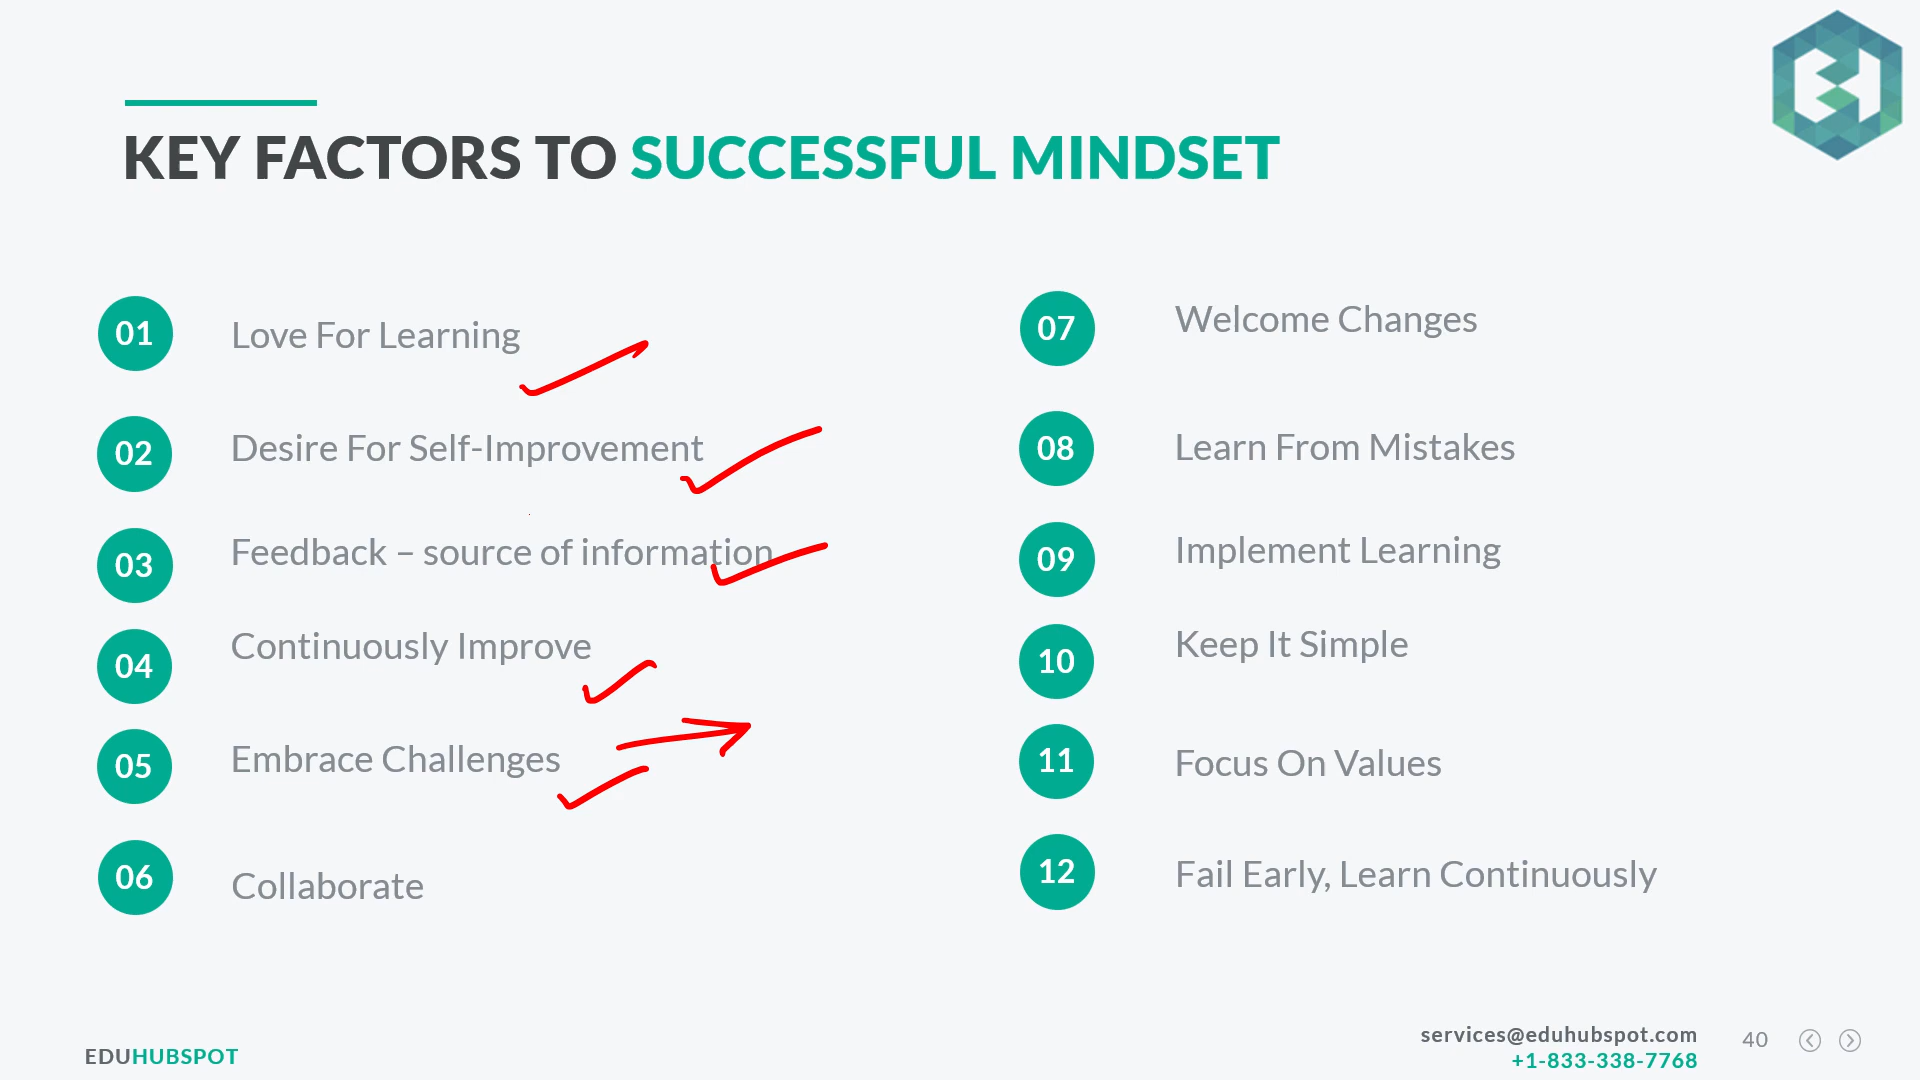 KEY FACTORS TO SUCCESSFUL MINDSET
01 Love For Learning
02 Desire For Self-Improvement
03 Feedback – source of information
04 Continuously Improve
05 Embrace Challenges
06 Collaborate
07 Welcome Changes
08 Learn From Mistakes
09 Implement Learning
10 Keep It Simple
11 Focus On Values
12 Fail Early, Learn Continuously
EDUHUBSPOT
services@eduhubspot.com
+1-833-338-7768
40